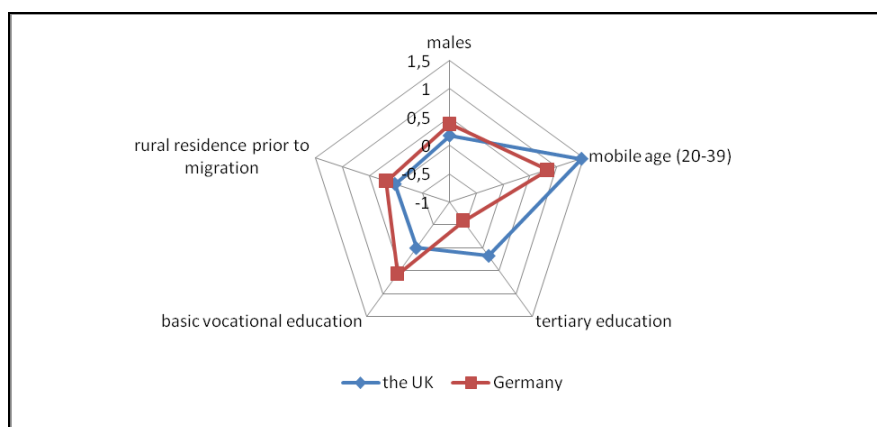 males
1,5
1
0,5
0
-0,5
-1
rural residence prior to
migration
mobile age (20-39)
basic vocational education
tertiary education
the UK
Germany